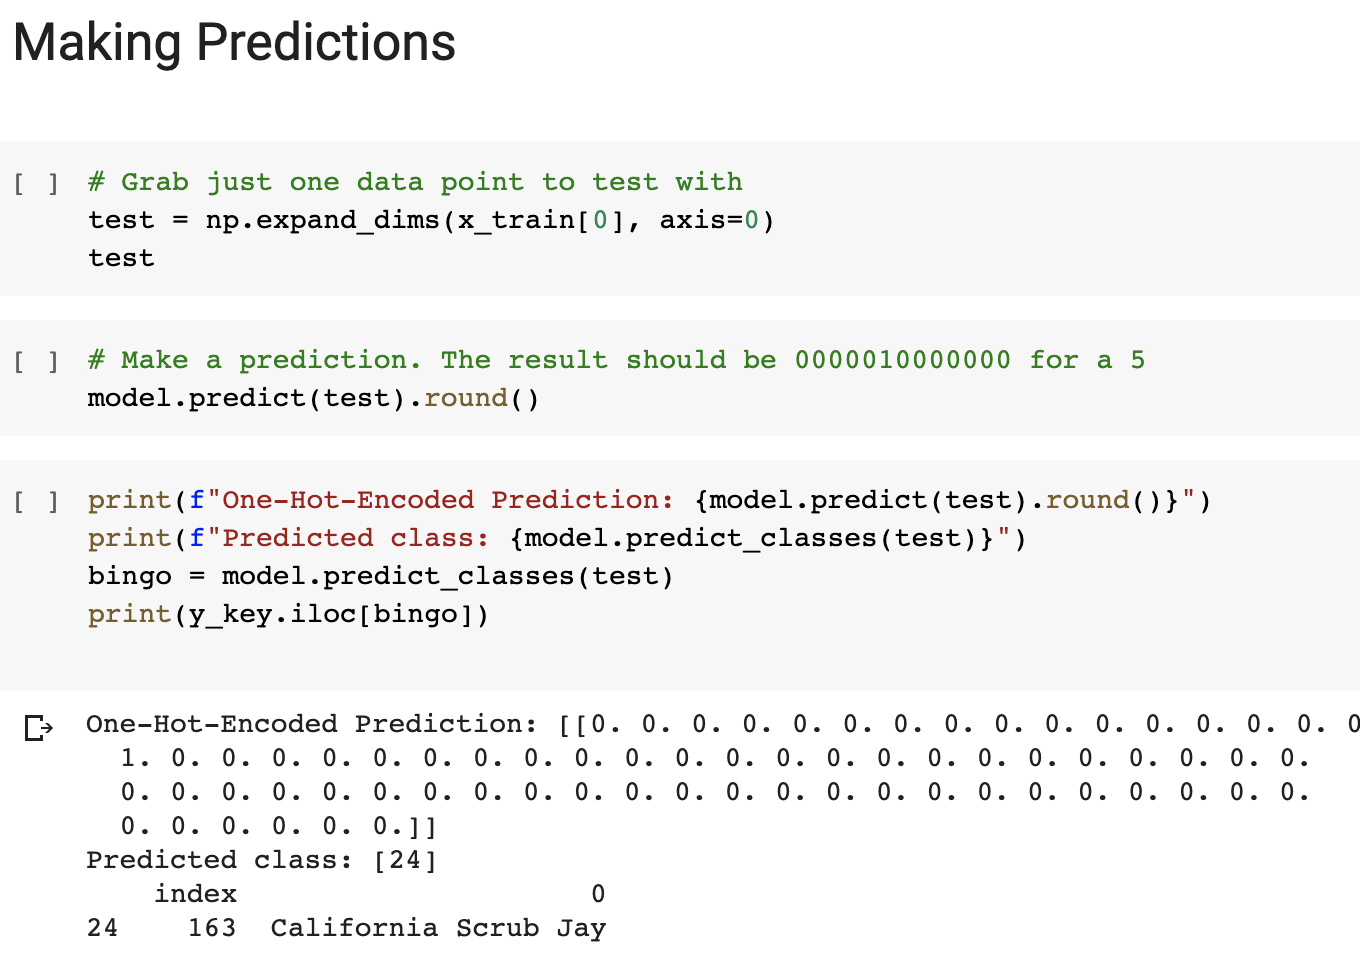 Making Predictions
[ ] # Grab just one data point to test with
test = np.expand_dims(x_train[0], axis=0)
test
[ ] # Make a prediction. The result should be 0000010000000 for a 5
model.predict(test).round()
[ ] print(f"One-Hot-Encoded Prediction: {model.predict(test).round()}")
print(f"Predicted class: {model.predict_classes(test)}")
bingo = model.predict_classes(test)
print(y_key.iloc[bingo])
One-Hot-Encoded Prediction: [[0. 0. 0. 0. 0. 0. 0. 0. 0. 0. 0. 0. 0. 0. 0. 0
1. 0. 0. 0. 0. 0. 0. 0. 0. 0. 0. 0. 0. 0. 0. 0. 0. 0. 0. 0. 0. 0. 0. 0.
0. 0. 0. 0. 0. 0. 0. 0. 0. 0. 0. 0. 0. 0. 0. 0. 0. 0. 0. 0. 0. 0. 0. 0.
0. 0. 0. 0. 0. 0.]]
Predicted class: [24]
index 0
24 163 California Scrub Jay